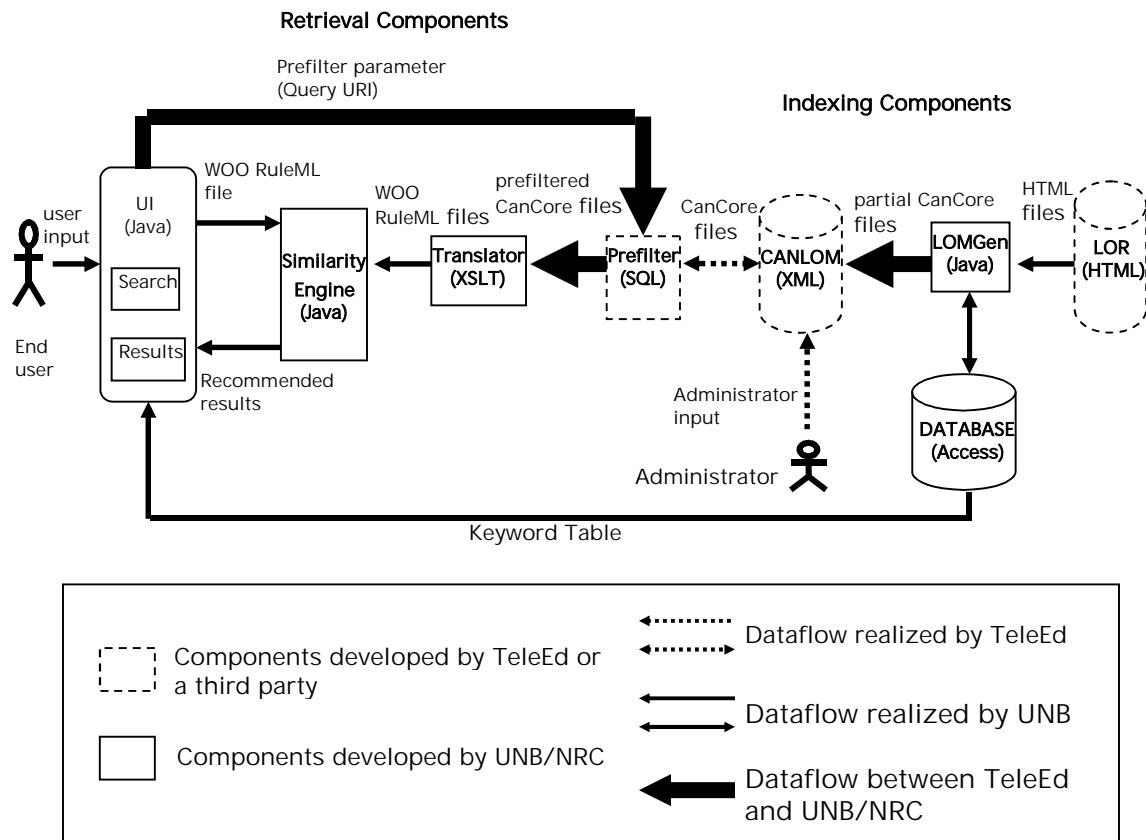 Retrieval Components
Prefilter parameter
(Query URI)
Indexing Components
WOO RuleML
file
UI
(Java)
user
input
Search
Results
End
user
Similarity
Engine
(Java)
Recommended
results
WOO
RuleML files
Translator
(XSLT)
prefiltered
CanCore files
Prefilter
(SQL)
CanCore
files
CANLOM
(XML)
partial CanCore
files
LOMGen
(Java)
HTML
files
LOR
(HTML)
Administrator
input
Administrator
DATABASE
(Access)
Keyword Table
Components developed by TeleEd or
a third party
Components developed by UNB/NRC
Dataflow realized by TeleEd
Dataflow realized by UNB
Dataflow between TeleEd
and UNB/NRC